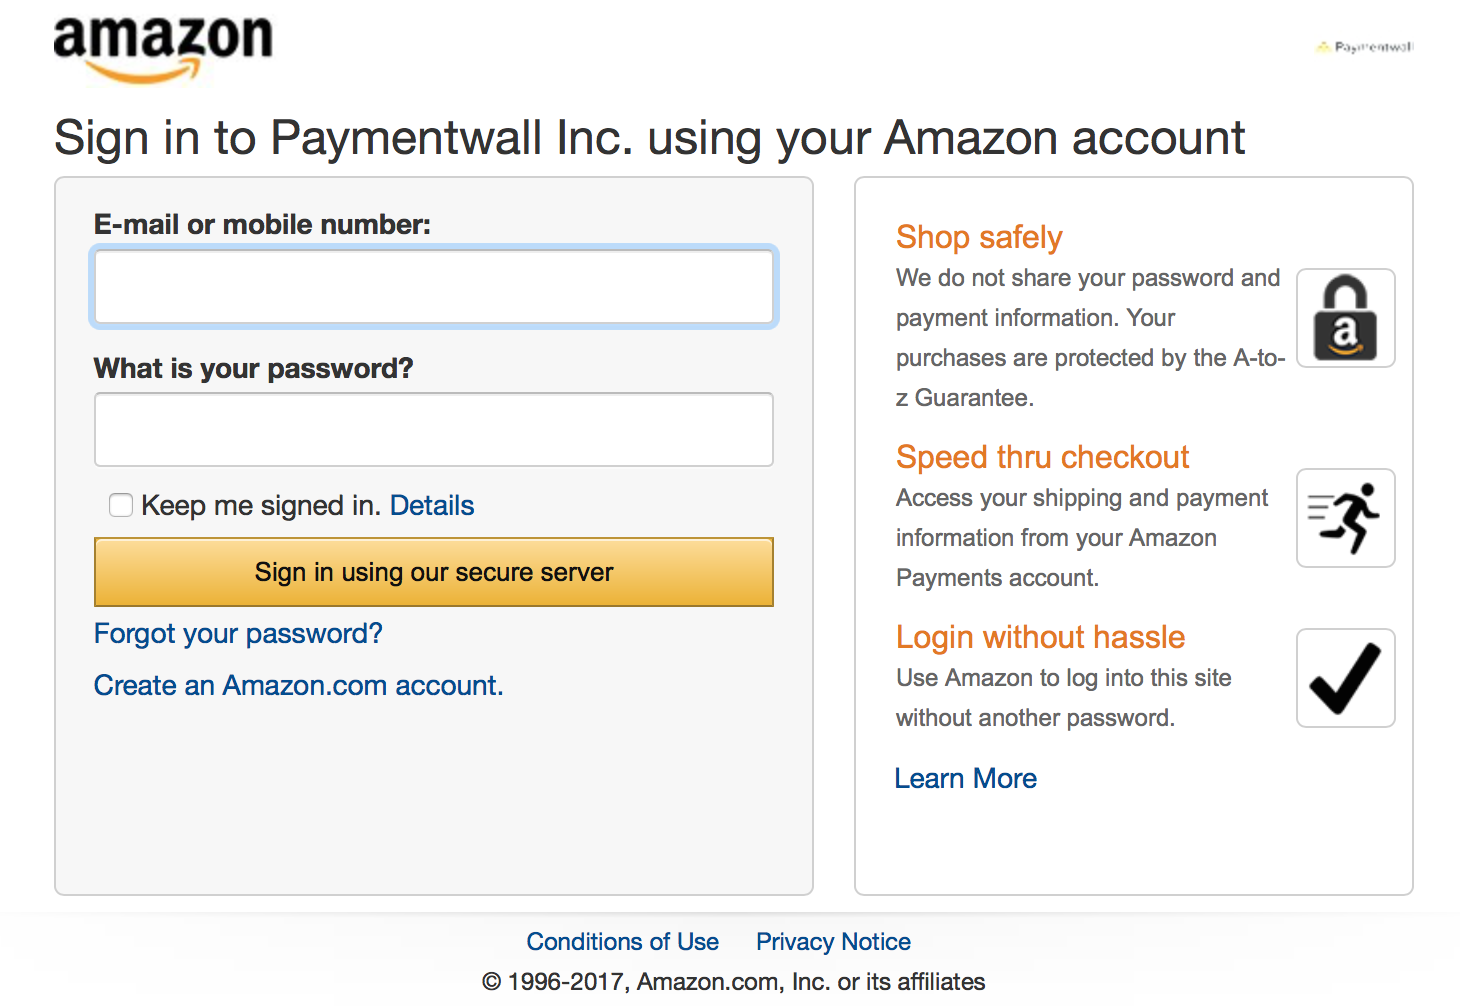 amazon
Paymentwall
Sign in to Paymentwall Inc. using your Amazon account
E-mail or mobile number:
What is your password?
Keep me signed in. Details
Sign in using our secure server
Forgot your password?
Create an Amazon.com account.
Shop safely
We do not share your password and
payment information. Your
purchases are protected by the A-to-
z Guarantee.
a
Speed thru checkout
Access your shipping and payment
information from your Amazon
Payments account.
Login without hassle
Use Amazon to log into this site
without another password.
Learn More
Conditions of Use Privacy Notice
© 1996-2017, Amazon.com, Inc. or its affiliates